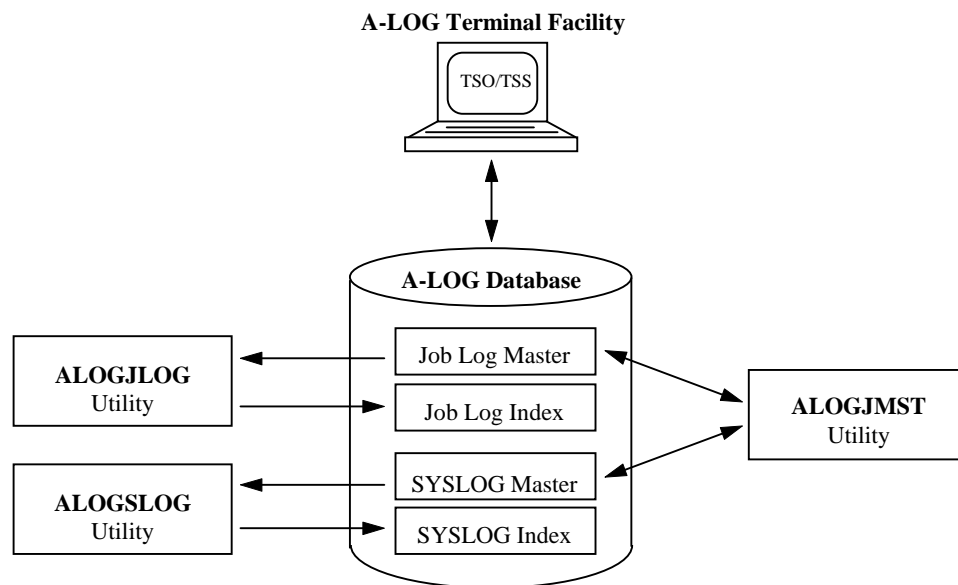 A-LOG Terminal Facility
TSO/TSS
A-LOG Database
Job Log Master
ALOGJLOG
Utility
Job Log Index
ALOGJMST
Utility
SYSLOG Master
ALOGSLOG
Utility
SYSLOG Index